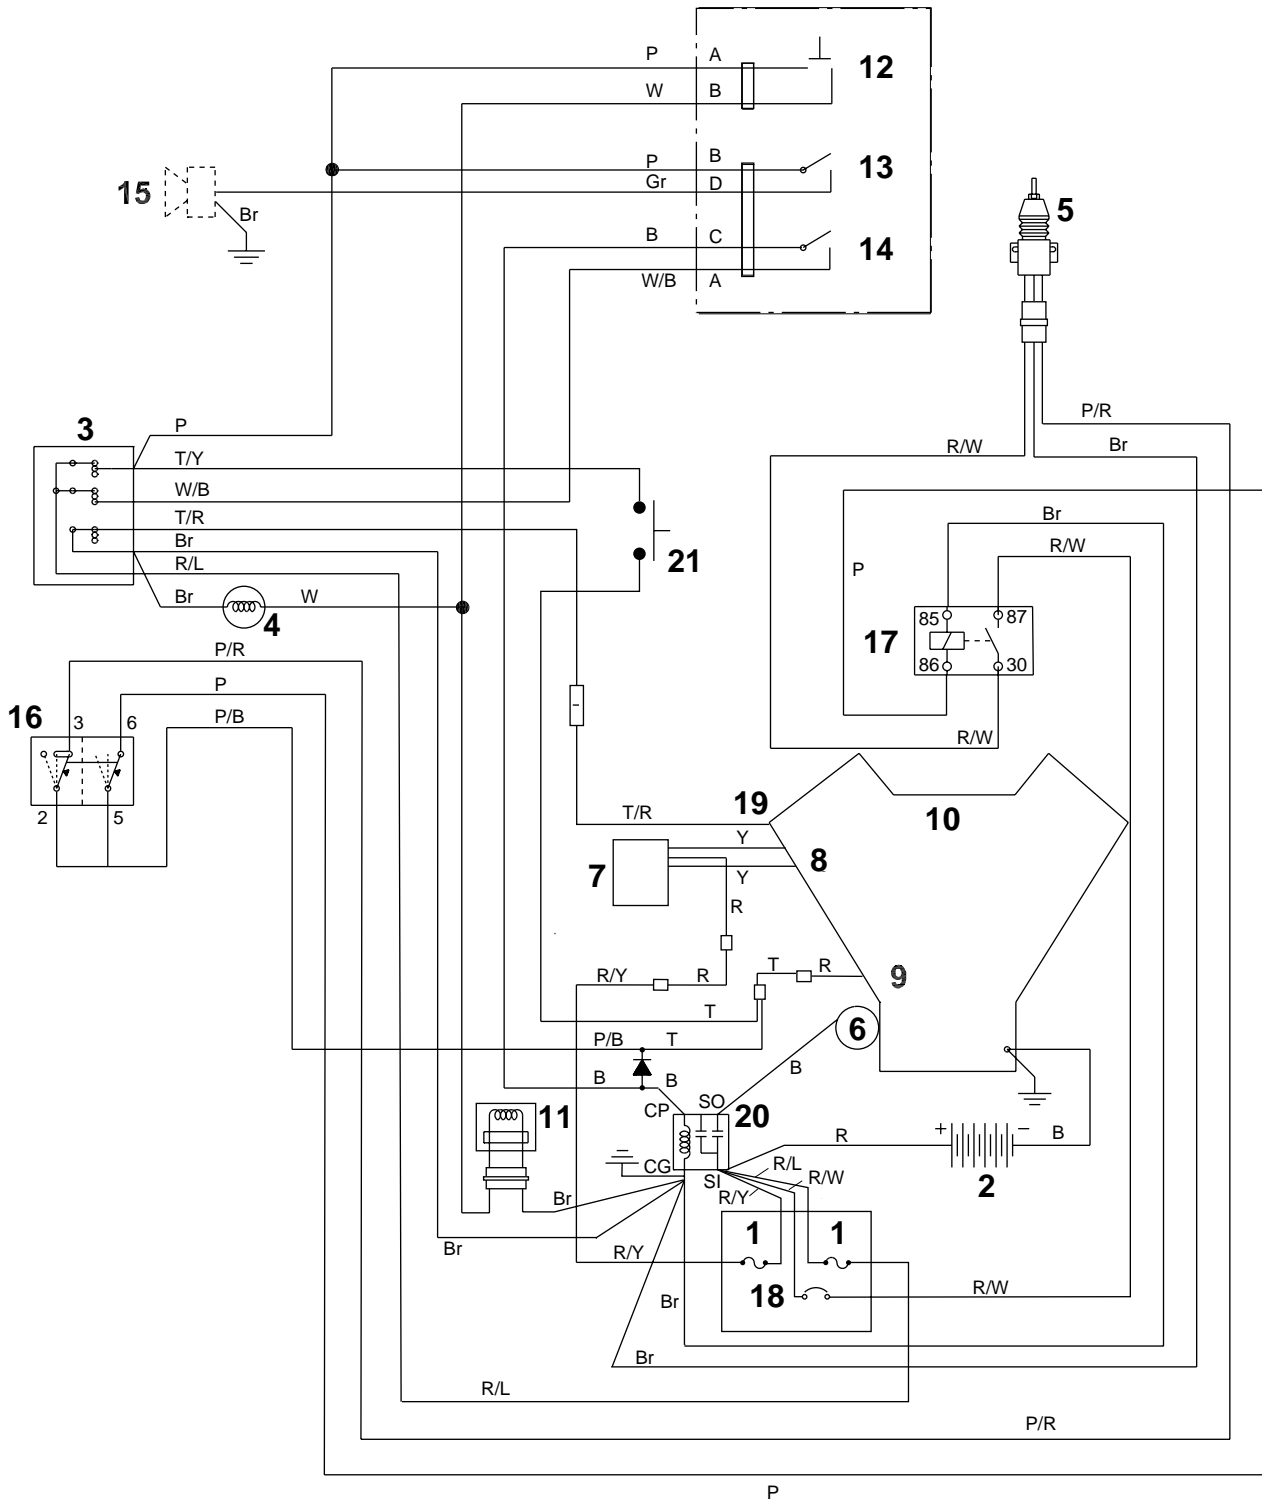 P A
12
W B
P B
13
Gr D
15
Br
B C
14
W/B A
5
P/R
Br
R/W
3
P
T/Y
W/B
T/R
Br
R/L
21
Br W
4
Br
R/W
P
85 87
17
86 30
R/W
P/R
P
P/B
16 3 6
2 5
19
T/R
10
Y
7
8
Y
R
R/Y R
T R
9
T
6
P/B T
B B
B
CP SO 20
11
CG SI
R + − B
2
R/L
R/W
R/Y
Br
Br
1 1
R/Y
18
R/W
Br
Br
R/L
P/R
P